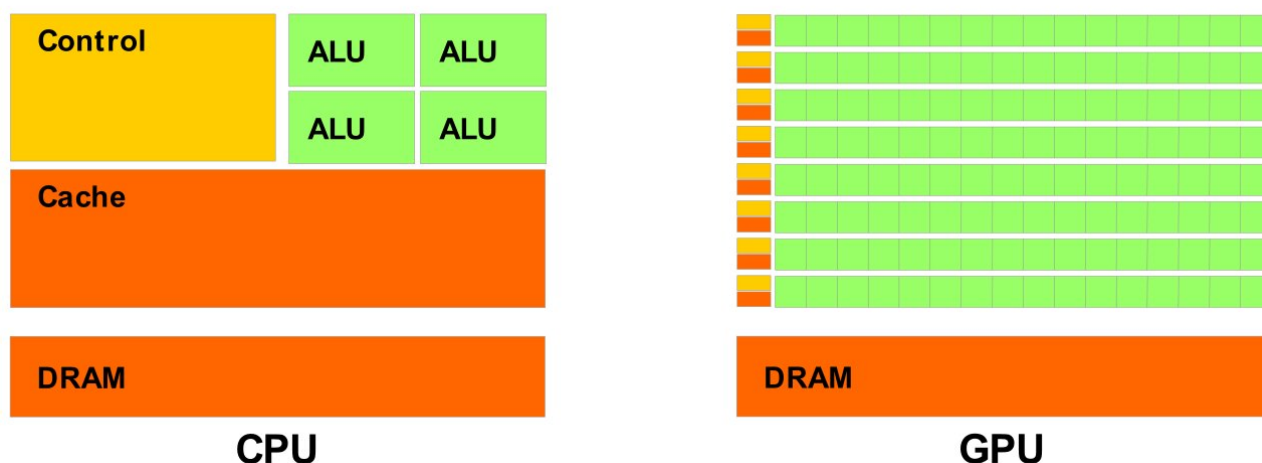 Control
ALU ALU
ALU ALU
Cache
DRAM
CPU
DRAM
GPU